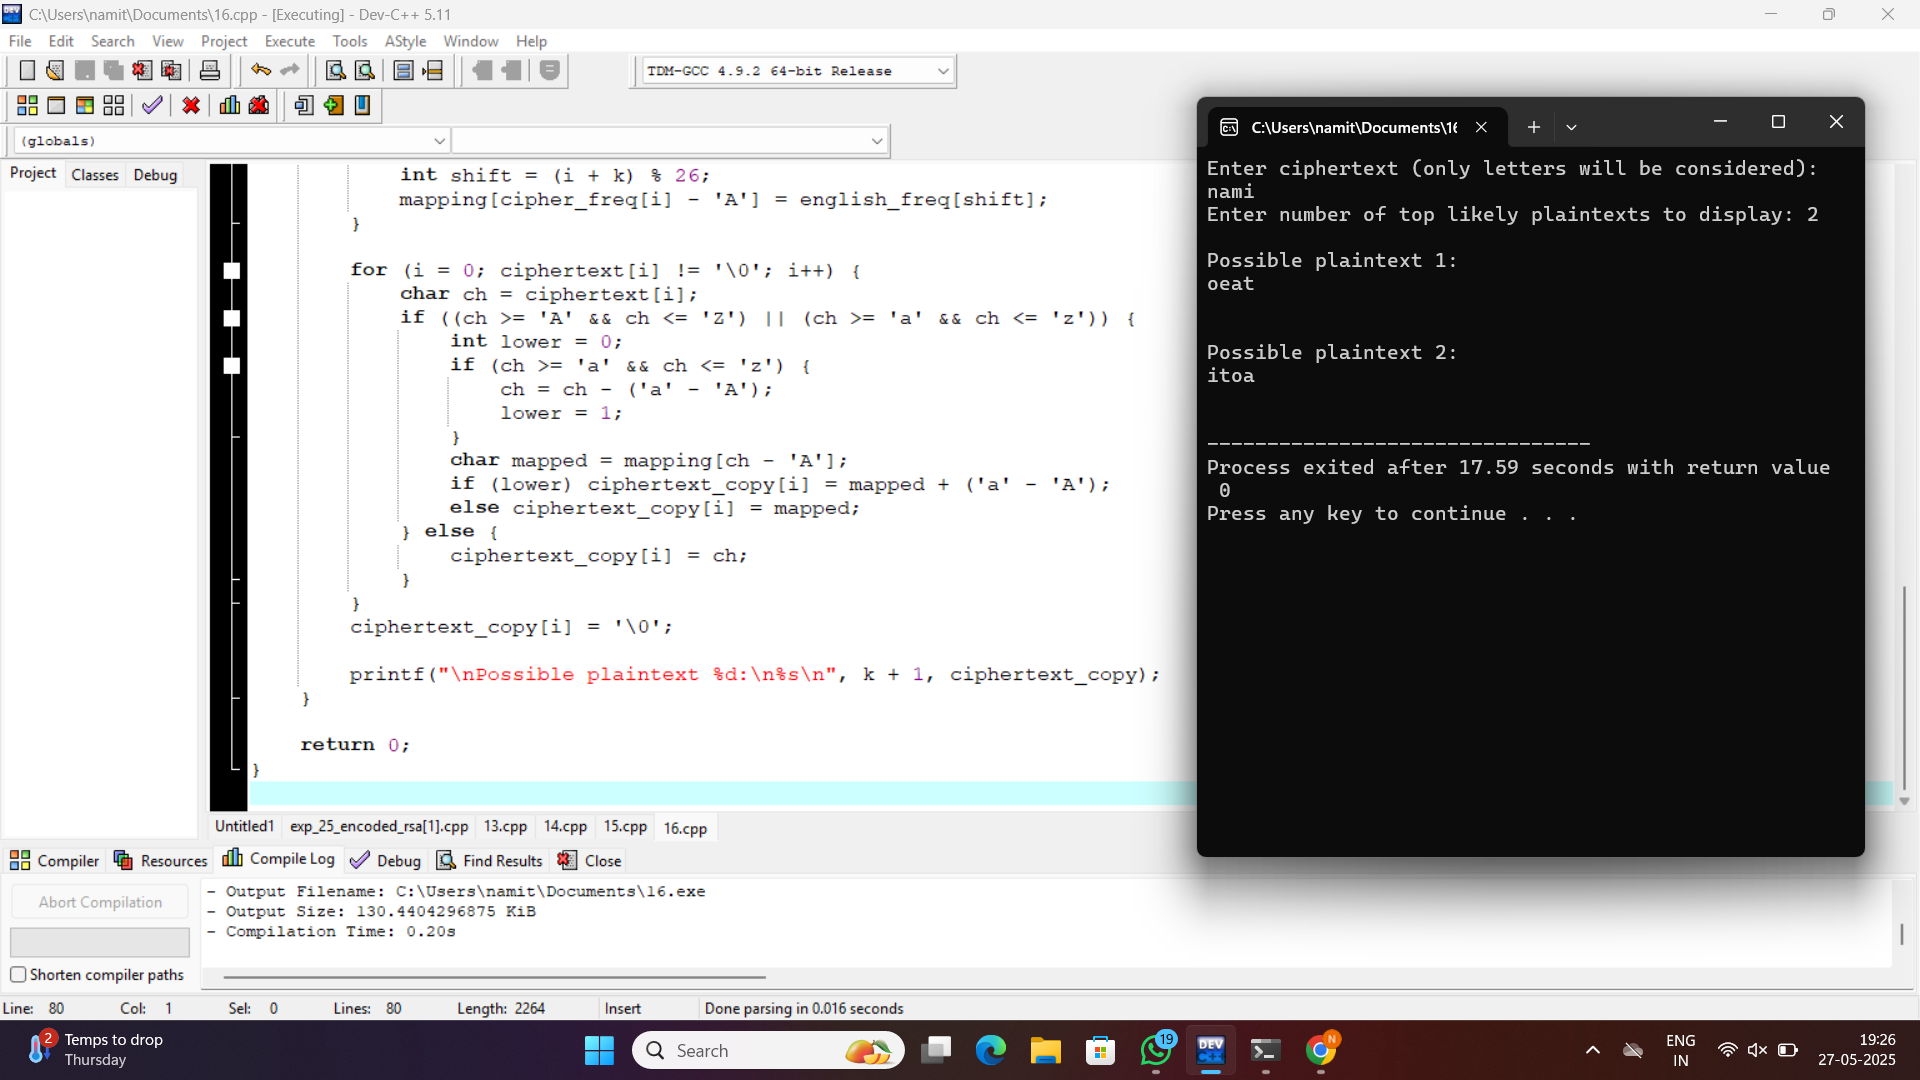 C:\Users\namit\Documents\16.cpp - [Executing] - Dev-C++ 5.11
File Edit Search View Project Execute Tools AStyle Window Help
TDM-GCC 4.9.2 64-bit Release
(globals)
Project Classes Debug
int shift = (i + k) % 26;
mapping[cipher_freq[i] - 'A'] = english_freq[shift];
}
for (i = 0; ciphertext[i] != '\0'; i++) {
char ch = ciphertext[i];
if ((ch >= 'A' && ch <= 'Z') || (ch >= 'a' && ch <= 'z')) {
int lower = 0;
if (ch >= 'a' && ch <= 'z') {
ch = ch - ('a' - 'A');
lower = 1;
}
char mapped = mapping[ch - 'A'];
if (lower) ciphertext_copy[i] = mapped + ('a' - 'A');
else ciphertext_copy[i] = mapped;
} else {
ciphertext_copy[i] = ch;
}
}
ciphertext_copy[i] = '\0';
printf("\nPossible plaintext %d:\n%s\n", k + 1, ciphertext_copy);
}
return 0;
}
C:\Users\namit\Documents\16
Enter ciphertext (only letters will be considered):
nami
Enter number of top likely plaintexts to display: 2
Possible plaintext 1:
oeat
Possible plaintext 2:
itoa
--------------------------------
Process exited after 17.59 seconds with return value
0
Press any key to continue . . .
Untitled1 exp_25_encoded_rsa[1].cpp 13.cpp 14.cpp 15.cpp 16.cpp
Compiler Resources Compile Log Debug Find Results Close
Abort Compilation
Shorten compiler paths
- Output Filename: C:\Users\namit\Documents\16.exe
- Output Size: 130.4404296875 KiB
- Compilation Time: 0.20s
Line: 80 Col: 1 Sel: 0 Lines: 80 Length: 2264 Insert Done parsing in 0.016 seconds
2
Temps to drop
Thursday
Search
19
DEV
N
ENG
IN
19:26
27-05-2025